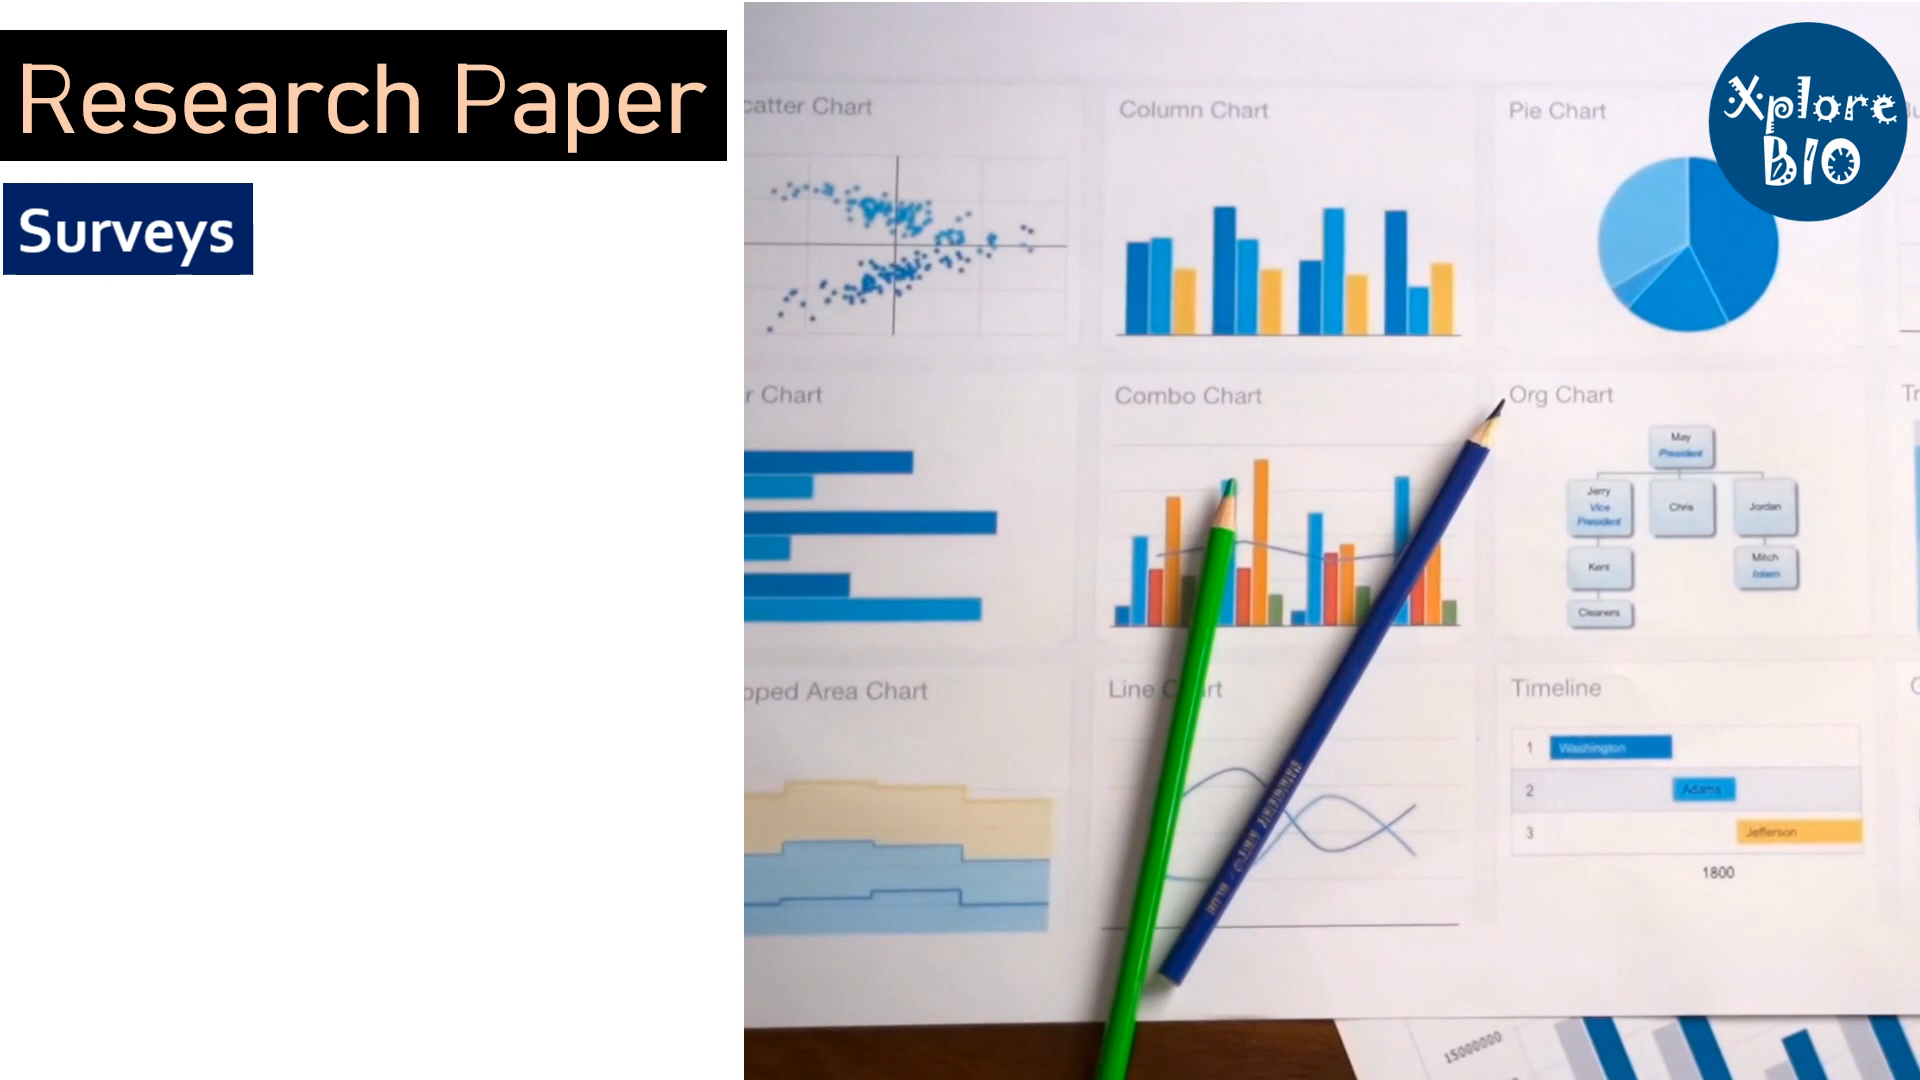 Research Paper
Surveys
Xplore
BIO
catter Chart
Column Chart
Pie Chart
r Chart
Combo Chart
Org Chart
Tr
May
President
Jerry
Vice
President
Chris
Jordan
Kent
Mitch
Cleaners
pped Area Chart
Line C rt
Timeline
1 Washington
2 Adams
3 Jefferson
1800
BLUE
15000000